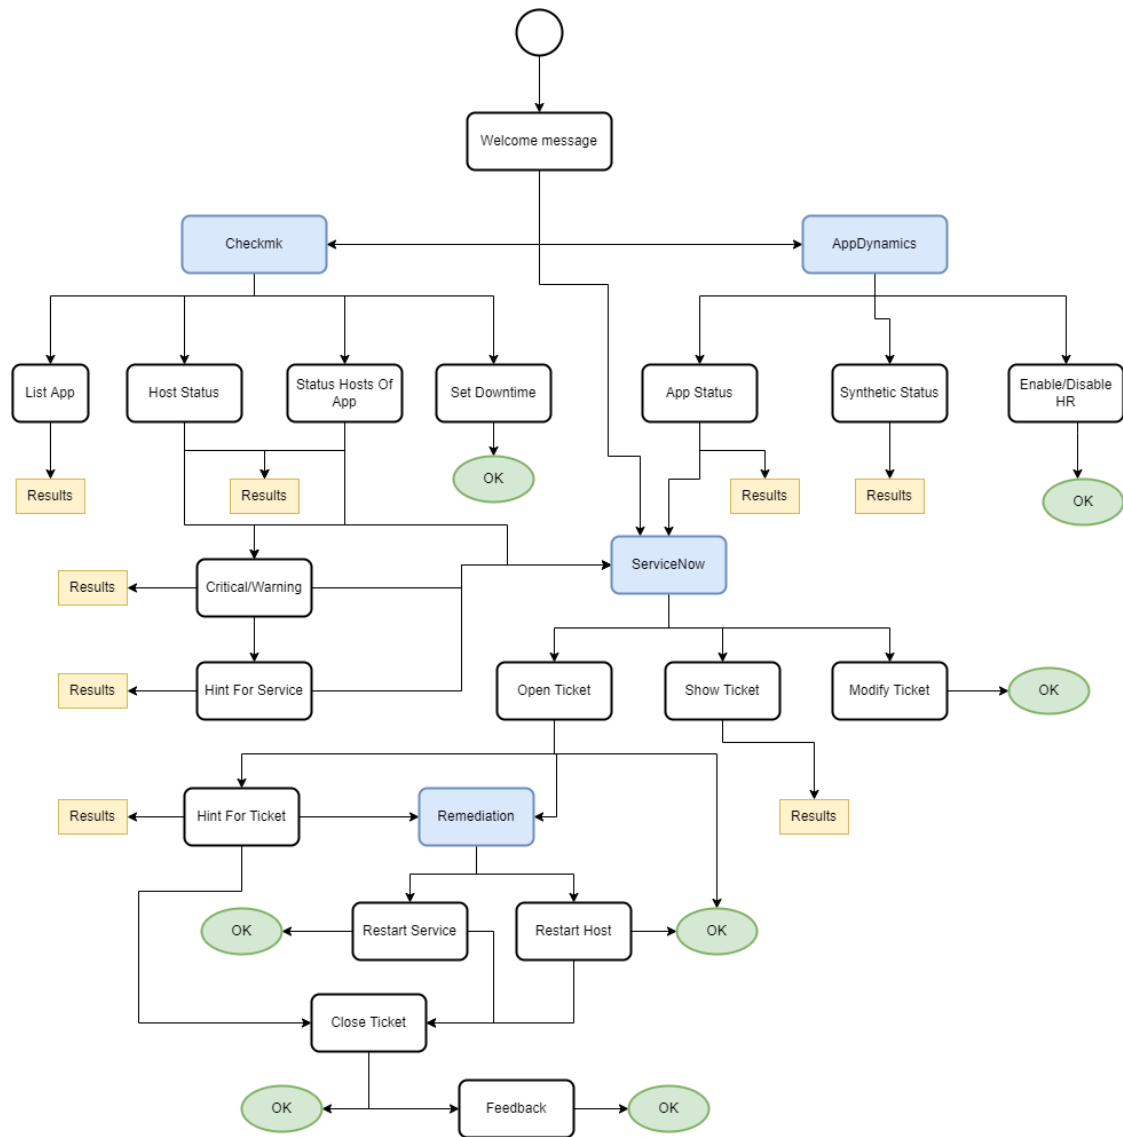 Welcome message
Checkmk
AppDynamics
List App
Host Status
Status Hosts Of
App
Set Downtime
App Status
Synthetic Status
Enable/Disable
HR
Results
Results
OK
Results
Results
OK
ServiceNow
Results
Critical/Warning
Results
Hint For Service
Open Ticket
Show Ticket
Modify Ticket
OK
Results
Hint For Ticket
Remediation
Results
OK
Restart Service
Restart Host
OK
Close Ticket
OK
Feedback
OK